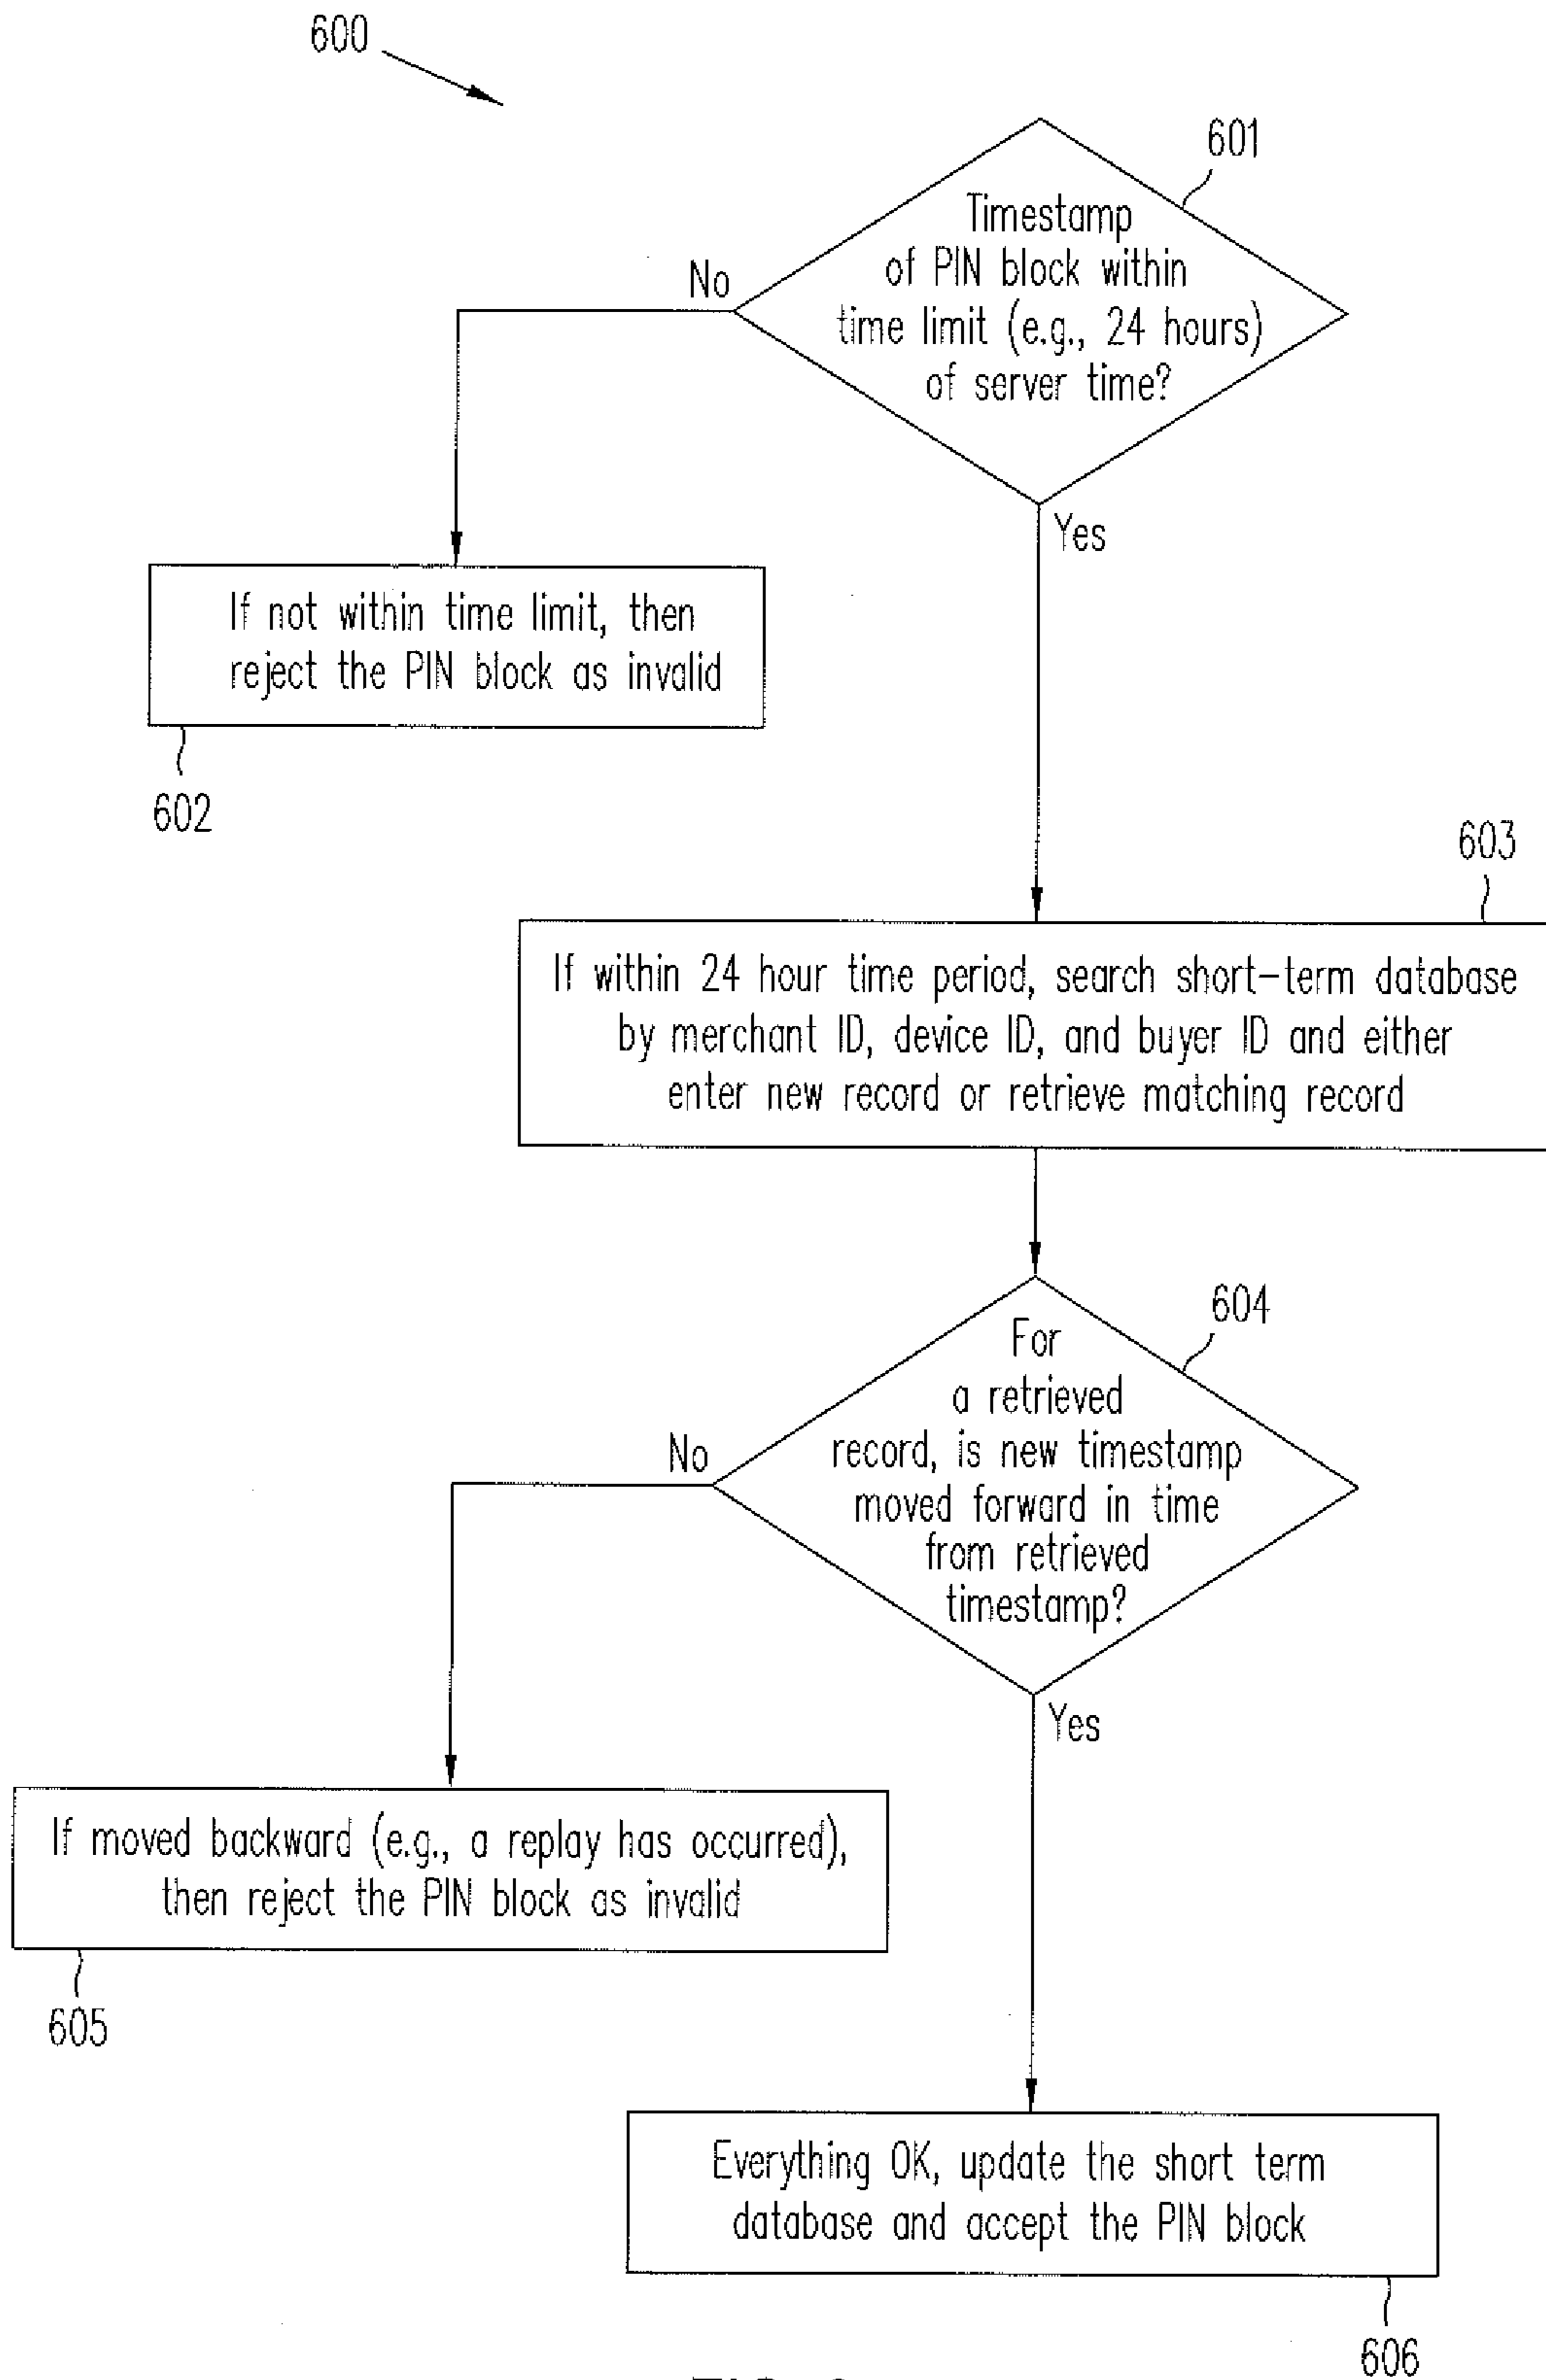 600
601
Timestamp
of PIN block within
time limit (e.g., 24 hours)
of server time?
No
Yes
If not within time limit, then
reject the PIN block as invalid
602
603
If within 24 hour time period, search short-term database
by merchant ID, device ID, and buyer ID and either
enter new record or retrieve matching record
604
For
a retrieved
record, is new timestamp
moved forward in time
from retrieved
timestamp?
No
Yes
If moved backward (e.g., a replay has occurred),
then reject the PIN block as invalid
605
Everything OK, update the short term
database and accept the PIN block
606